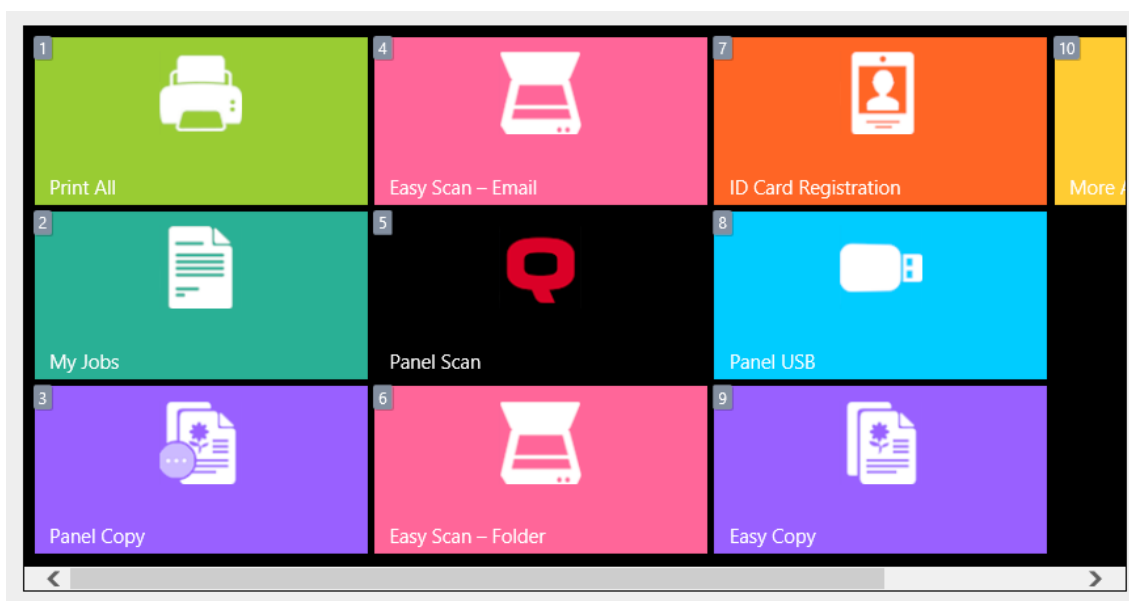 1
Print All
4
Easy Scan – Email
7
ID Card Registration
10
More
2
My Jobs
5
Q
Panel Scan
8
Panel USB
3
Panel Copy
6
Easy Scan – Folder
9
Easy Copy